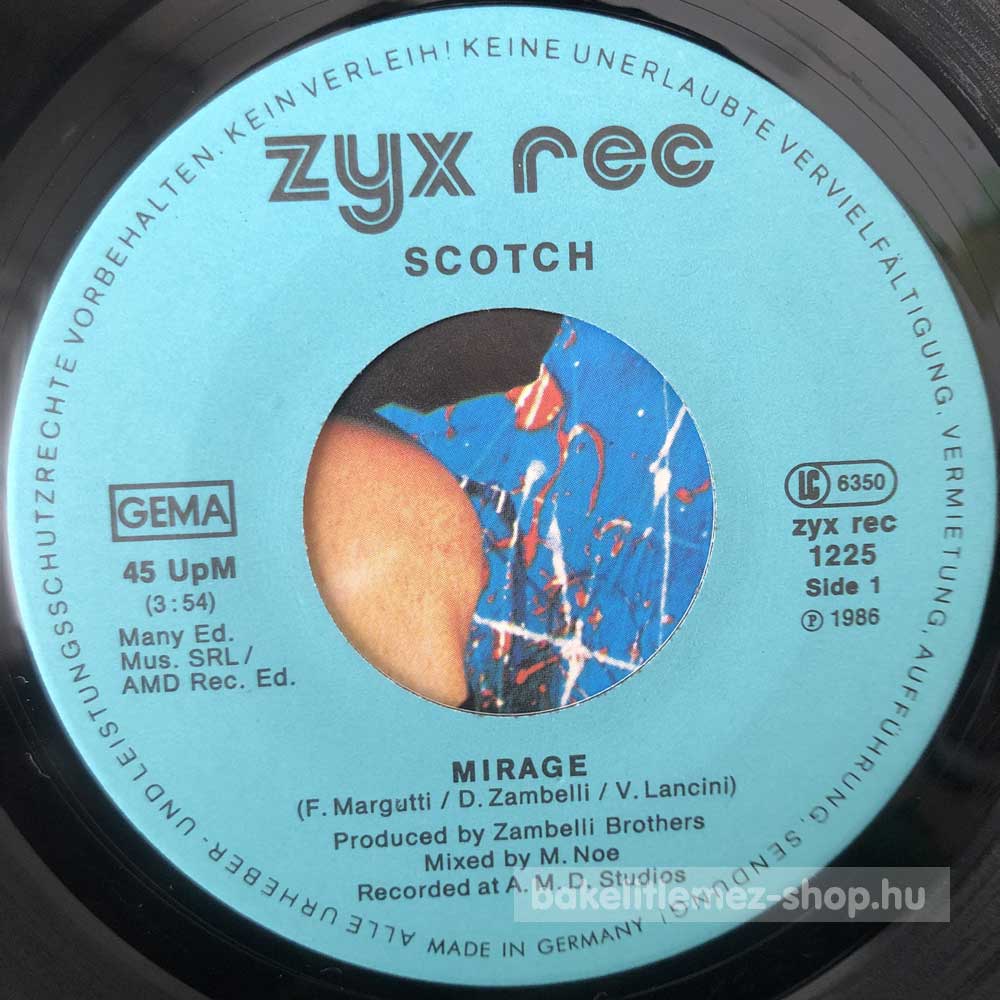 ALLE URHEBER- UND LEISTUNGSSCHUTZRECHTE VORBEHALTEN. KEIN VERLEIH! KEINE UNERLAUBTE VERVIELFÄLTIGUNG, VERMIETUNG, AUFFÜHRUNG, SENDUNG!
zyx rec
SCOTCH
GEMA
45 UpM
(3:54)
Many Ed.
Mus. SRL/
AMD Rec. Ed.
LC 6350
zyx rec
1225
Side 1
℗ 1986
MIRAGE
(F. Margutti / D. Zambelli / V. Lancini)
Produced by Zambelli Brothers
Mixed by M. Noe
Recorded at A. M. D. Studios
MADE IN GERMANY
bakelitlemez-shop.hu